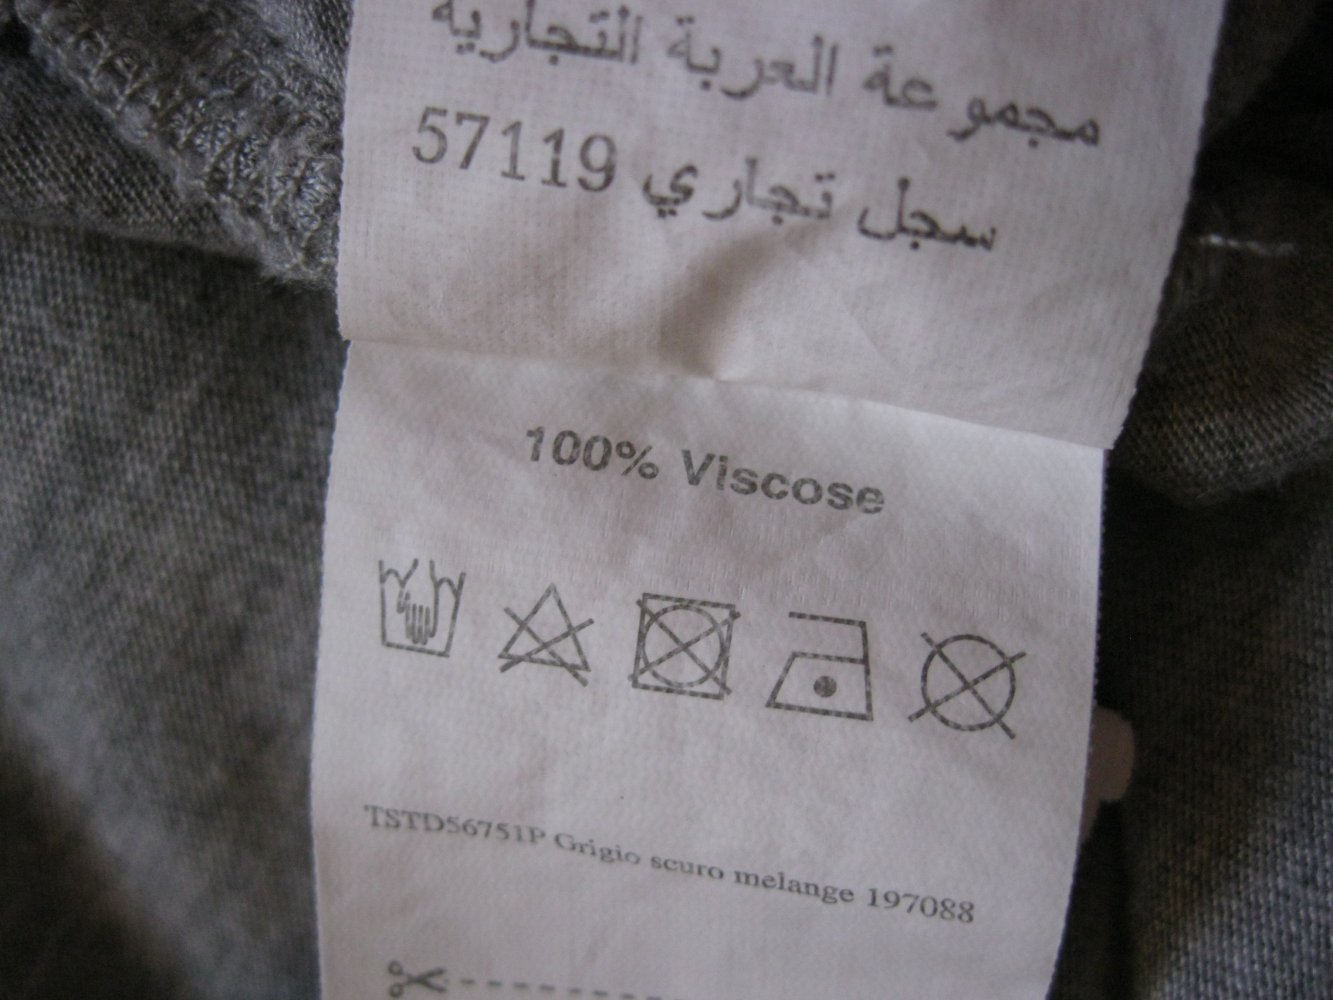 مجموعة العربة التجارية
سجل تجاري 57119
100% Viscose
TSTD56751P Grigio scuro melange 197088